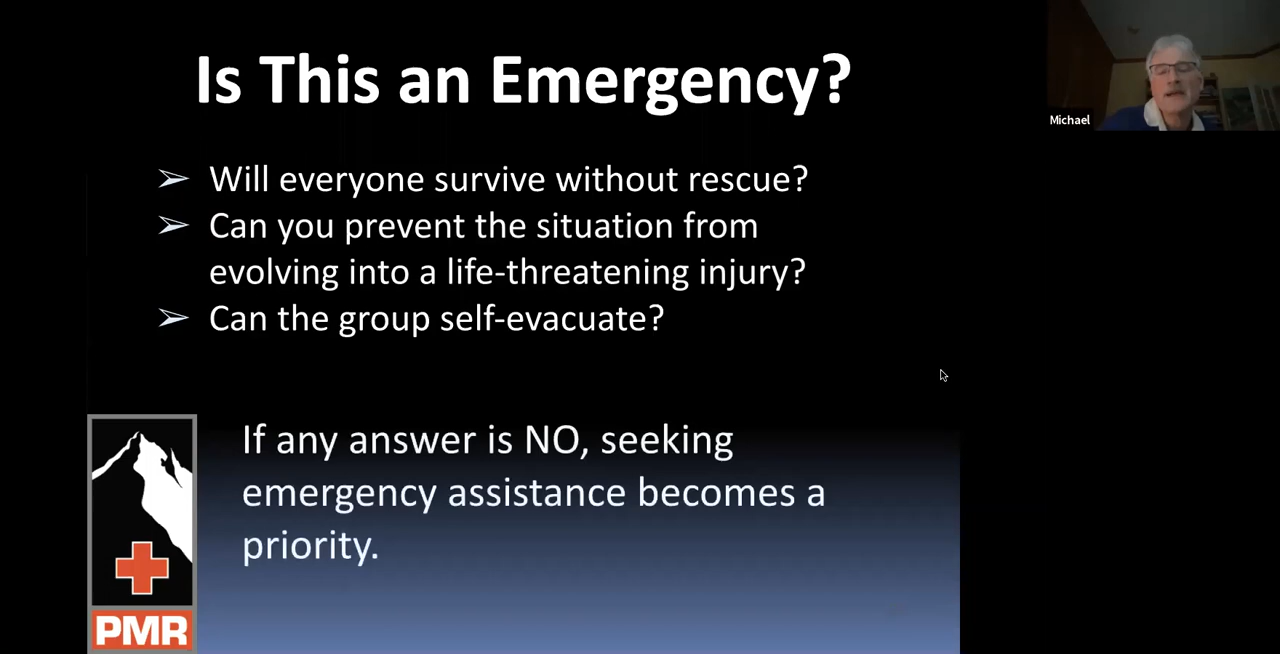 Is This an Emergency?
Michael
➢ Will everyone survive without rescue?
➢ Can you prevent the situation from
evolving into a life-threatening injury?
➢ Can the group self-evacuate?
If any answer is NO, seeking
emergency assistance becomes a
priority.
PMR